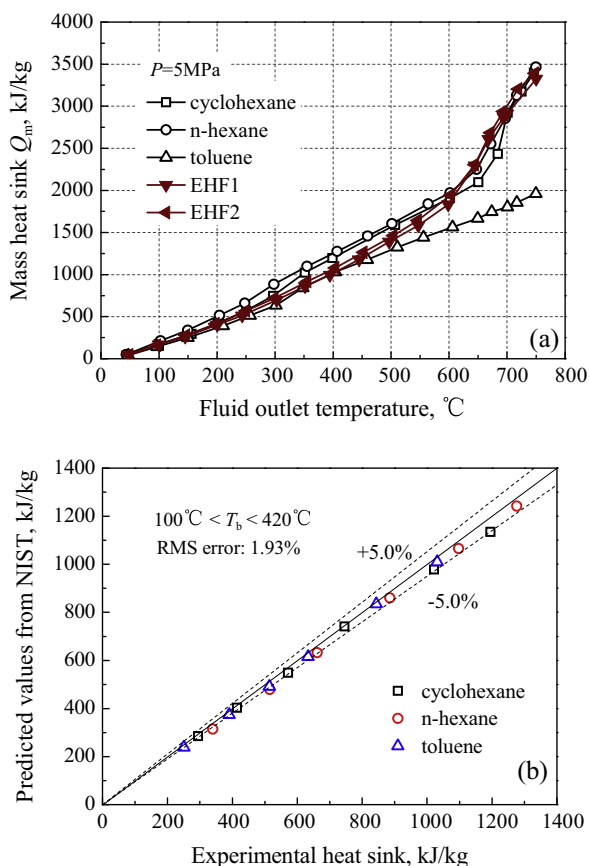 4000
3500
3000
2500
2000
1500
1000
500
0
Mass heat sink Qm, kJ/kg
P=5MPa
cyclohexane
n-hexane
toluene
EHF1
EHF2
(a)
0 100 200 300 400 500 600 700 800
Fluid outlet temperature, ℃
1400
1200
1000
800
600
400
200
0
Predicted values from NIST, kJ/kg
100℃ < Tb < 420℃
RMS error: 1.93%
+5.0%
-5.0%
cyclohexane
n-hexane
toluene
(b)
0 200 400 600 800 1000 1200 1400
Experimental heat sink, kJ/kg